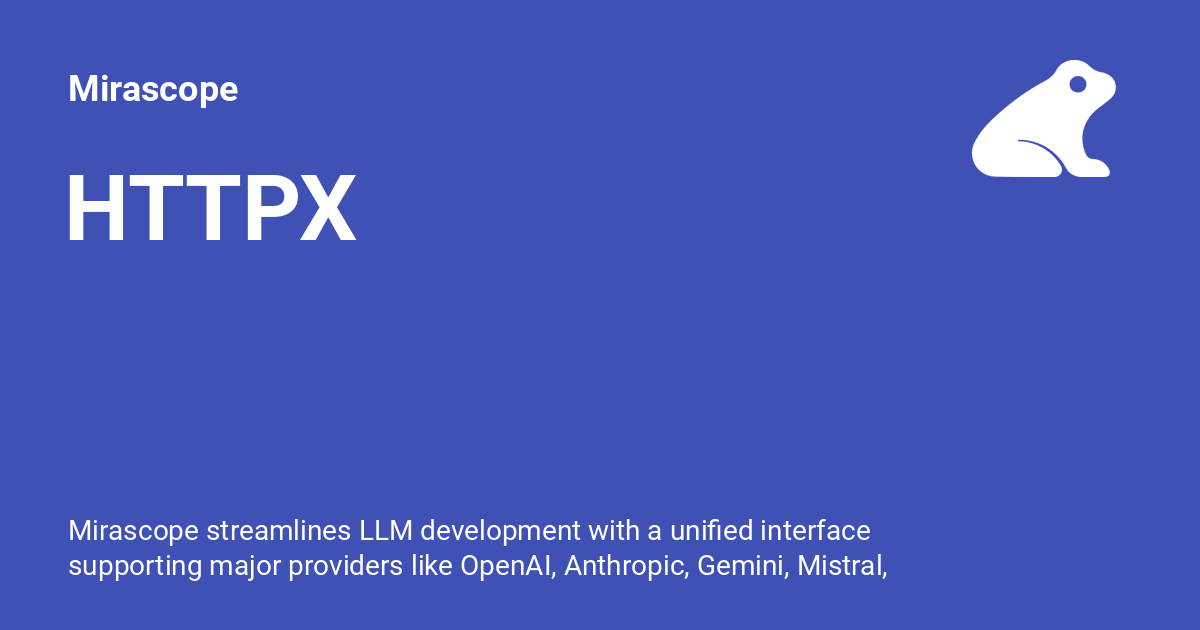 Mirascope
HTTPX
Mirascope streamlines LLM development with a unified interface
supporting major providers like OpenAI, Anthropic, Gemini, Mistral,